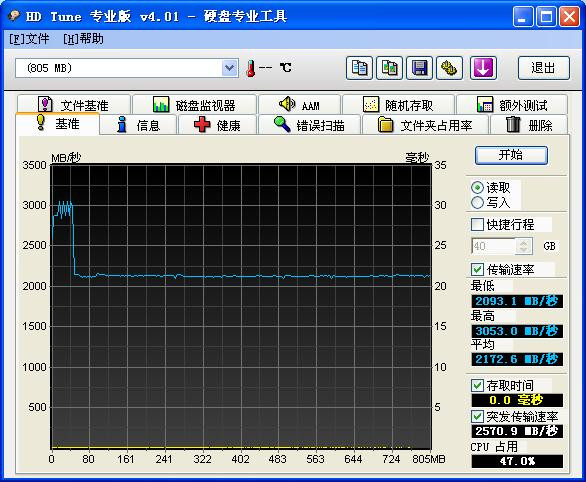 HD Tune 专业版 v4.01 - 硬盘专业工具
[F]文件 [H]帮助
(805 MB) -- ℃ 退出
文件基准 磁盘监视器 AAM 随机存取 额外测试
基准 信息 健康 错误扫描 文件夹占用率 删除
MB/秒 毫秒
3500 35
3000 30
2500 25
2000 20
1500 15
1000 10
500 5
0 80 161 241 322 402 483 563 644 724 805MB
开始
读取
写入
快捷行程
40 GB
传输速率
最低
2093.1 MB/秒
最高
3053.0 MB/秒
平均
2172.6 MB/秒
存取时间
0.0 毫秒
突发传输速率
2570.9 MB/秒
CPU 占用
47.0%